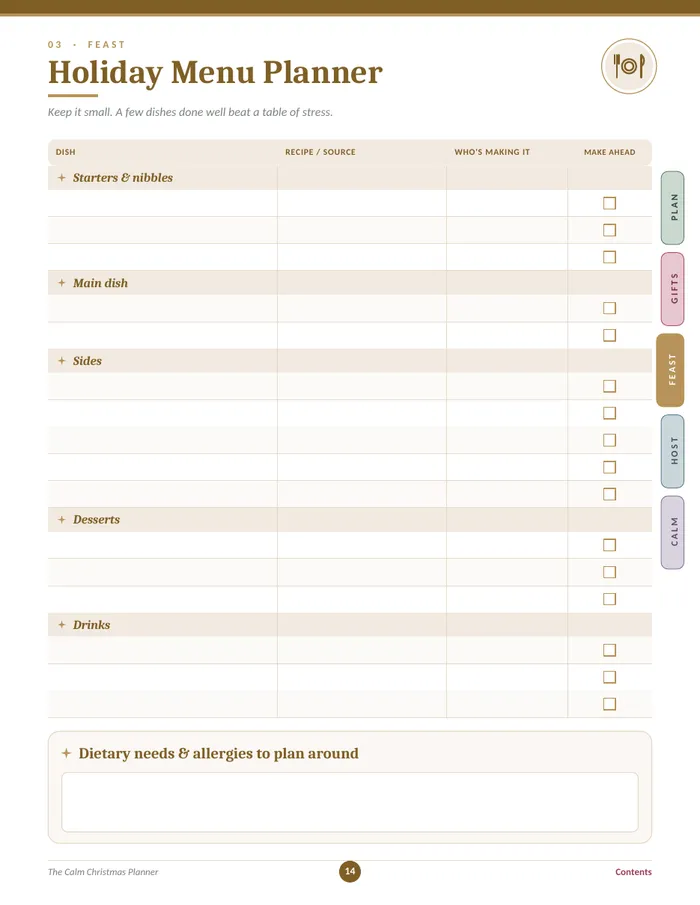 03 · FEAST
Holiday Menu Planner
Keep it small. A few dishes done well beat a table of stress.
DISH RECIPE / SOURCE WHO'S MAKING IT MAKE AHEAD
Starters & nibbles
Main dish
Sides
Desserts
Drinks
PLAN
GIFTS
FEAST
HOST
CALM
Dietary needs & allergies to plan around
The Calm Christmas Planner 14 Contents